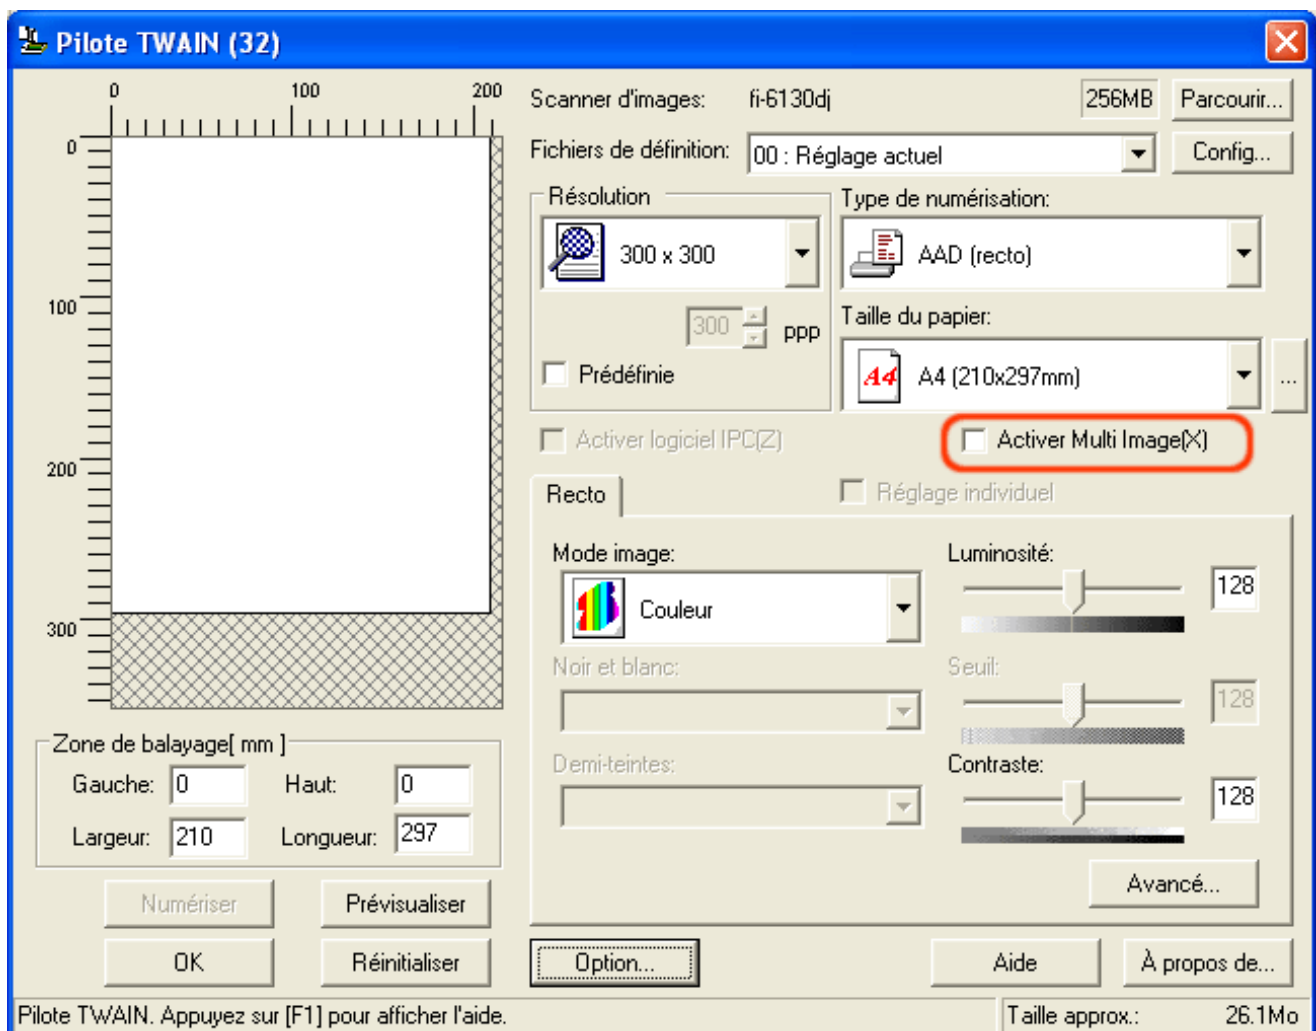 Pilote TWAIN (32)
0 100 200
0
100
200
300
Scanner d'images: fi-6130dj 256MB Parcourir...
Fichiers de définition: 00 : Réglage actuel Config...
Résolution
300 x 300
300 ppp
Prédéfinie
Type de numérisation:
AAD (recto)
Taille du papier:
A4 A4 (210x297mm) ...
Activer logiciel IPC(Z) Activer Multi Image(X)
Recto Réglage individuel
Mode image:
Couleur
Noir et blanc:
Demi-teintes:
Luminosité:
128
Seuil:
128
Contraste:
128
Avancé...
Zone de balayage[ mm ]
Gauche: 0 Haut: 0
Largeur: 210 Longueur: 297
Numériser Prévisualiser
OK Réinitialiser Option... Aide À propos de...
Pilote TWAIN. Appuyez sur [F1] pour afficher l'aide. Taille approx.: 26.1Mo